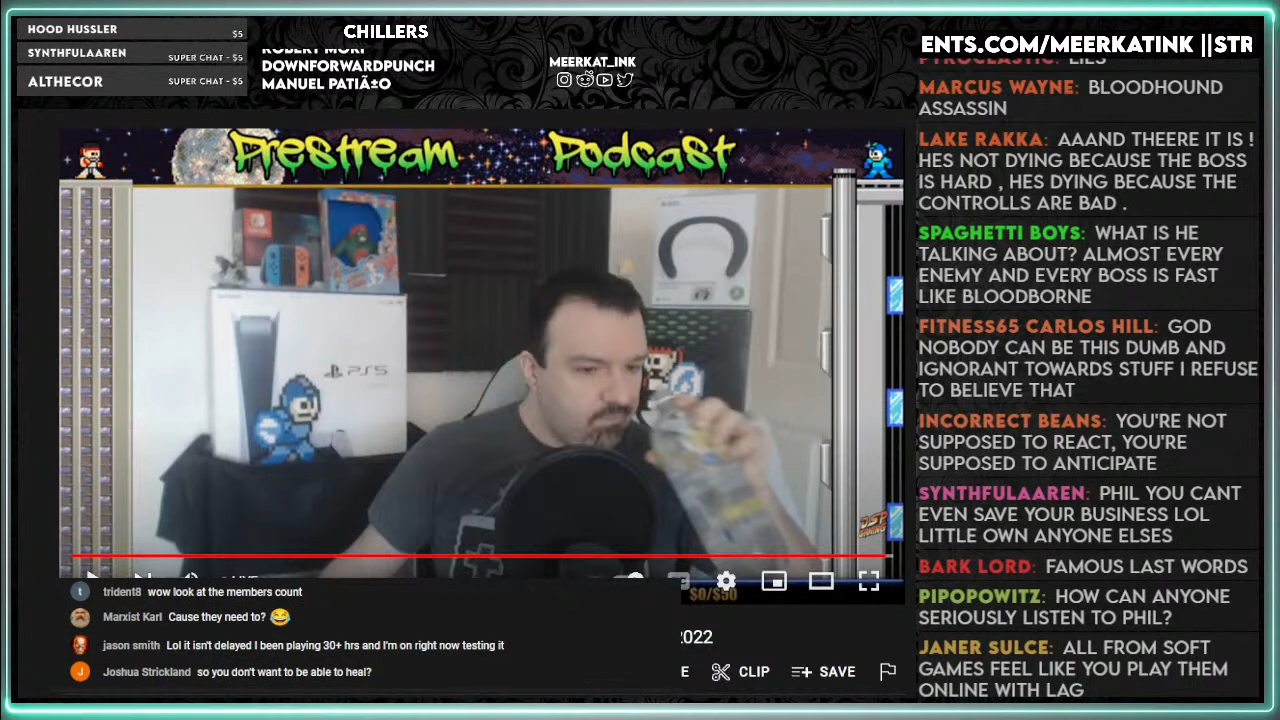 HOOD HUSSLER
$5
SYNTHFULAAREN
SUPER CHAT - $5
ALTHECOR
SUPER CHAT - $5
CHILLERS
ROBERT MORI
DOWNFORWARDPUNCH
MANUEL PATIÃ±O
MEERKAT_INK
ENTS.COM/MEERKATINK ||STR
Prestream Podcast
PS5
DSP
GAMING
LIVE
$0/$50
trident8 wow look at the members count
Marxist Karl Cause they need to? 😂
jason smith Lol it isn't delayed I been playing 30+ hrs and I'm on right now testing it
Joshua Strickland so you don't want to be able to heal?
2022
E CLIP SAVE
PYROCLASTIC: LIES
MARCUS WAYNE: BLOODHOUND
ASSASSIN
LAKE RAKKA: AAAND THEERE IT IS !
HES NOT DYING BECAUSE THE BOSS
IS HARD , HES DYING BECAUSE THE
CONTROLLS ARE BAD .
SPAGHETTI BOYS: WHAT IS HE
TALKING ABOUT? ALMOST EVERY
ENEMY AND EVERY BOSS IS FAST
LIKE BLOODBORNE
FITNESS65 CARLOS HILL: GOD
NOBODY CAN BE THIS DUMB AND
IGNORANT TOWARDS STUFF I REFUSE
TO BELIEVE THAT
INCORRECT BEANS: YOU'RE NOT
SUPPOSED TO REACT, YOU'RE
SUPPOSED TO ANTICIPATE
SYNTHFULAAREN: PHIL YOU CANT
EVEN SAVE YOUR BUSINESS LOL
LITTLE OWN ANYONE ELSES
BARK LORD: FAMOUS LAST WORDS
PIPOPOWITZ: HOW CAN ANYONE
SERIOUSLY LISTEN TO PHIL?
JANER SULCE: ALL FROM SOFT
GAMES FEEL LIKE YOU PLAY THEM
ONLINE WITH LAG